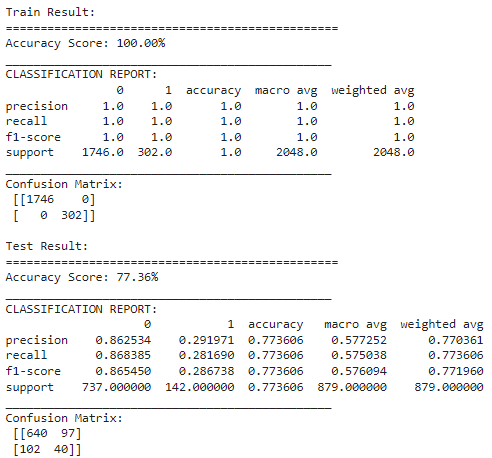 Train Result:
================================================
Accuracy Score: 100.00%
_______________________________________________
CLASSIFICATION REPORT:
               0      1  accuracy  macro avg  weighted avg
precision     1.0    1.0       1.0        1.0           1.0
recall        1.0    1.0       1.0        1.0           1.0
f1-score      1.0    1.0       1.0        1.0           1.0
support    1746.0  302.0       1.0     2048.0        2048.0
_______________________________________________
Confusion Matrix:
 [[1746    0]
 [   0  302]]
Test Result:
================================================
Accuracy Score: 77.36%
_______________________________________________
CLASSIFICATION REPORT:
                    0           1  accuracy   macro avg  weighted avg
precision    0.862534    0.291971  0.773606    0.577252      0.770361
recall       0.868385    0.281690  0.773606    0.575038      0.773606
f1-score     0.865450    0.286738  0.773606    0.576094      0.771960
support    737.000000  142.000000  0.773606  879.000000    879.000000
_______________________________________________
Confusion Matrix:
 [[640  97]
 [102  40]]